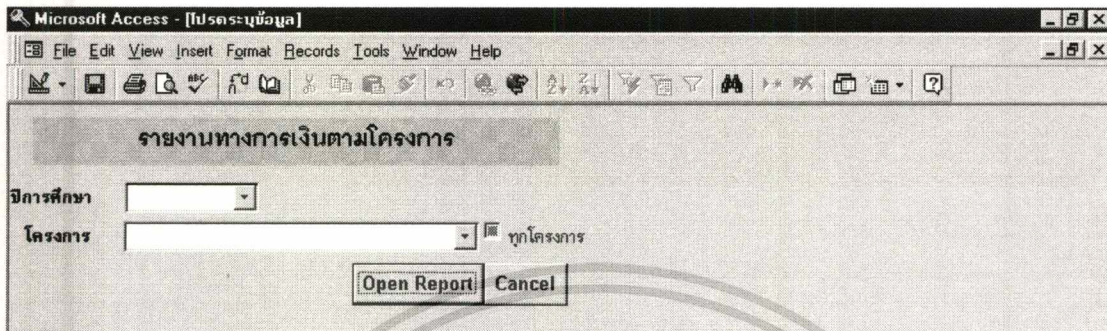 Microsoft Access - [โปรดระบุข้อมูล]
File Edit View Insert Format Records Tools Window Help
รายงานทางการเงินตามโครงการ
ปีการศึกษา
โครงการ ทุกโครงการ
Open Report Cancel